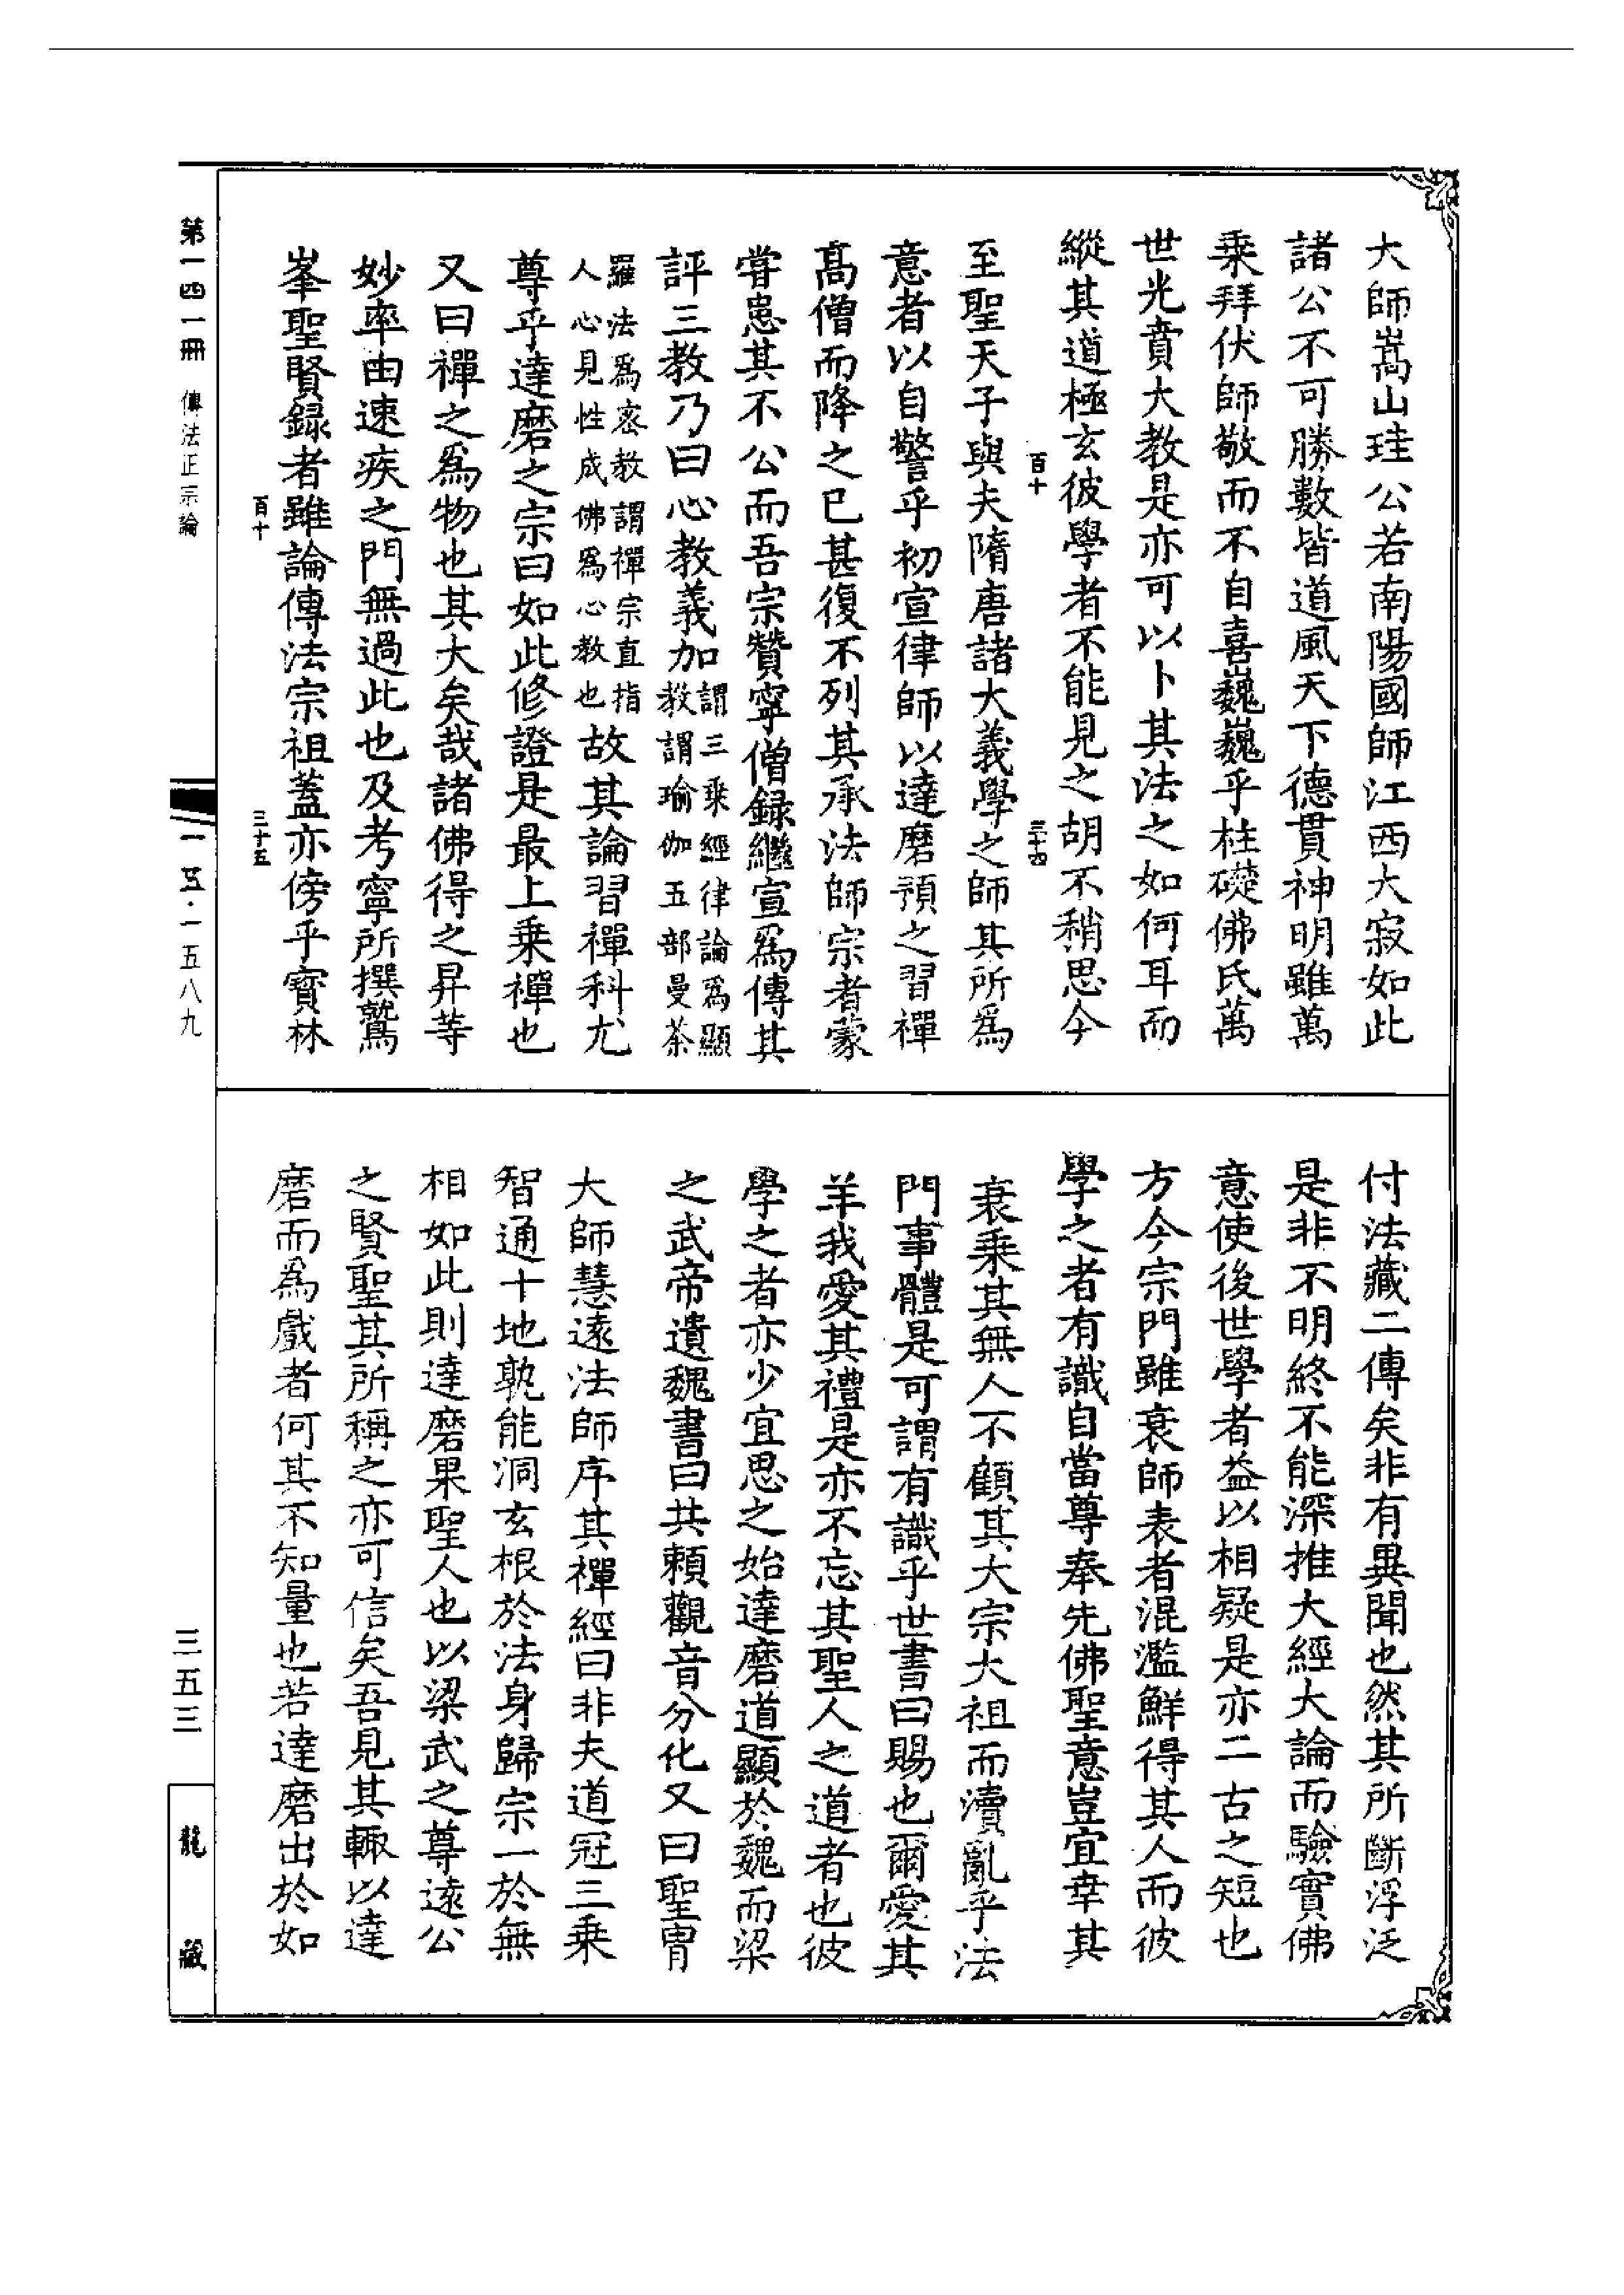 大師嵩山珪公若南陽國師江西大寂如此
諸公不可勝數皆道風天下德貫神明雖萬
乘拜伏師敬而不自喜巍巍乎柱礎佛氏萬
世光賁大教是亦可以卜其法之如何耳而
縱其道極玄彼學者不能見之胡不稍思今
百十 三十四
至聖天子與夫隋唐諸大義學之師其所爲
意者以自警乎初宣律師以達磨預之習禪
高僧而降之已甚復不列其承法師宗者蒙
甞患其不公而吾宗贊寧僧録繼宣爲傳其
評三教乃曰心教義加
謂三乘經律論爲顯
教謂瑜伽五部曼茶
羅法爲密教謂禪宗直指
人心見性成佛爲心教也
故其論習禪科尤
尊乎達磨之宗曰如此修證是最上乘禪也
又曰禪之爲物也其大矣哉諸佛得之昇等
妙率由速疾之門無過此也及考寧所撰鷲
峯聖賢録者雖論傳法宗祖蓋亦傍乎寶林
百十 三十五
付法藏二傳矣非有異聞也然其所斷浮泛
是非不明終不能深推大經大論而驗實佛
意使後世學者益以相疑是亦二古之短也
方今宗門雖衰師表者混濫鮮得其人而彼
學之者有識自當尊奉先佛聖意豈宜幸其
衰乘其無人不顧其大宗大祖而瀆亂乎法
門事體是可謂有識乎世書曰賜也爾愛其
羊我愛其禮是亦不忘其聖人之道者也彼
學之者亦少宜思之始達磨道顯於魏而梁
之武帝遺魏書曰共賴觀音分化又曰聖胄
大師慧遠法師序其禪經曰非夫道冠三乘
智通十地孰能洞玄根於法身歸宗一於無
相如此則達磨果聖人也以梁武之尊遠公
之賢聖其所稱之亦可信矣吾見其輙以達
磨而爲戲者何其不知量也若達磨出於如
第一四一冊 傳法正宗論
一五·一五八九
三五三
龍藏